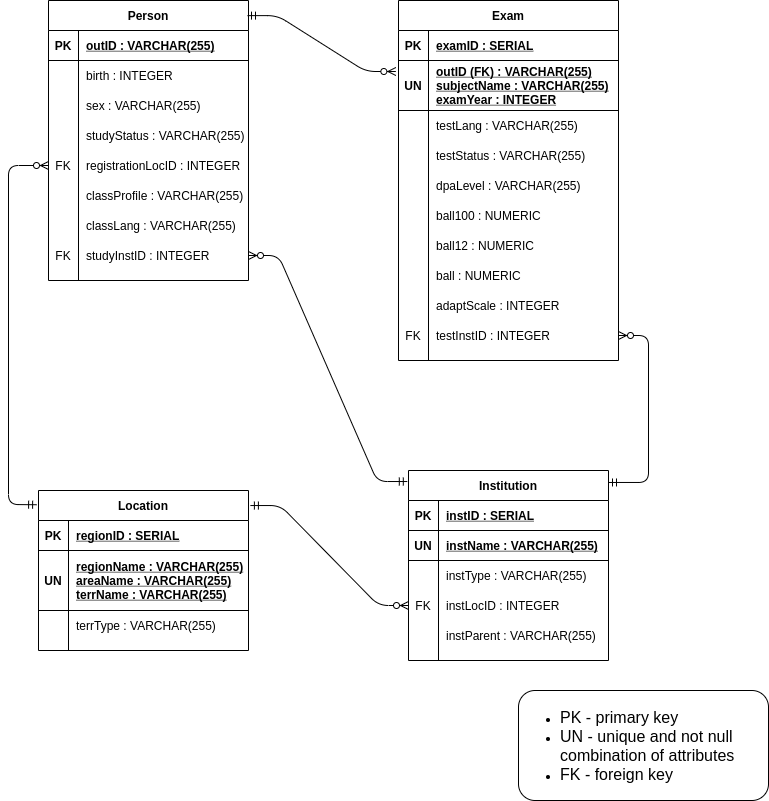 Person
PK outID : VARCHAR(255)
birth : INTEGER
sex : VARCHAR(255)
studyStatus : VARCHAR(255)
FK registrationLocID : INTEGER
classProfile : VARCHAR(255)
classLang : VARCHAR(255)
FK studyInstID : INTEGER
Exam
PK examID : SERIAL
UN outID (FK) : VARCHAR(255)
subjectName : VARCHAR(255)
examYear : INTEGER
testLang : VARCHAR(255)
testStatus : VARCHAR(255)
dpaLevel : VARCHAR(255)
ball100 : NUMERIC
ball12 : NUMERIC
ball : NUMERIC
adaptScale : INTEGER
FK testInstID : INTEGER
Location
PK regionID : SERIAL
UN regionName : VARCHAR(255)
areaName : VARCHAR(255)
terrName : VARCHAR(255)
terrType : VARCHAR(255)
Institution
PK instID : SERIAL
UN instName : VARCHAR(255)
instType : VARCHAR(255)
FK instLocID : INTEGER
instParent : VARCHAR(255)
• PK - primary key
• UN - unique and not null
combination of attributes
• FK - foreign key